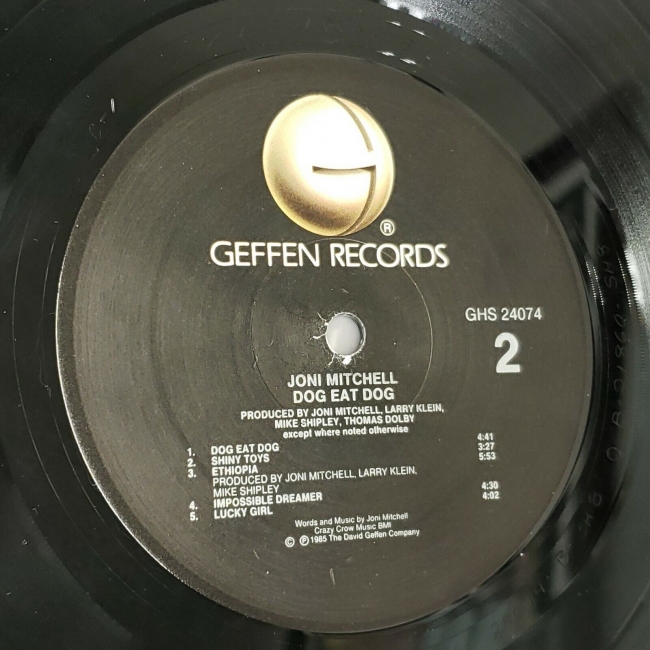 ®
GEFFEN RECORDS
GHS 24074
2
JONI MITCHELL
DOG EAT DOG
PRODUCED BY JONI MITCHELL, LARRY KLEIN,
MIKE SHIPLEY, THOMAS DOLBY
except where noted otherwise
1. DOG EAT DOG 4:41
2. SHINY TOYS 3:27
3. ETHIOPIA 5:53
PRODUCED BY JONI MITCHELL, LARRY KLEIN,
MIKE SHIPLEY
4. IMPOSSIBLE DREAMER 4:30
5. LUCKY GIRL 4:02
Words and Music by Joni Mitchell
Crazy Crow Music BMI
© ℗ 1985 The David Geffen Company